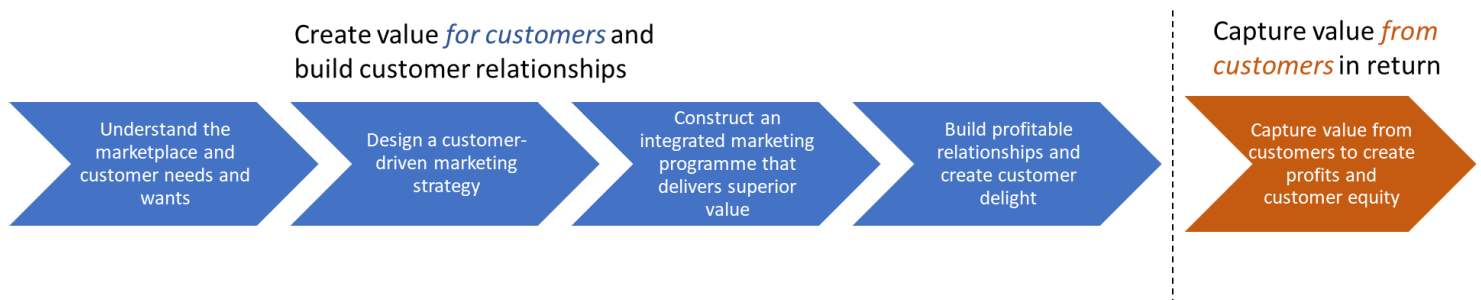 Create value for customers and
build customer relationships
Capture value from
customers in return
Understand the
marketplace and
customer needs and
wants
Design a customer-
driven marketing
strategy
Construct an
integrated marketing
programme that
delivers superior
value
Build profitable
relationships and
create customer
delight
Capture value from
customers to create
profits and
customer equity